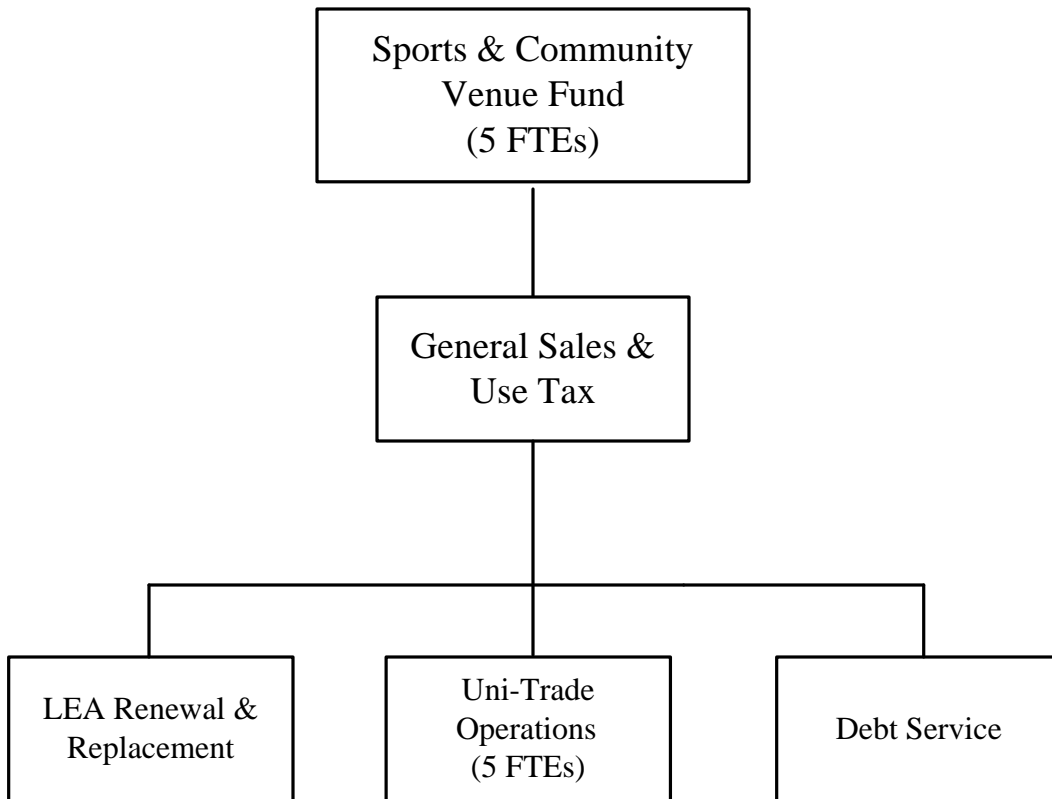 Sports & Community
Venue Fund
(5 FTEs)
General Sales &
Use Tax
LEA Renewal &
Replacement
Uni-Trade
Operations
(5 FTEs)
Debt Service